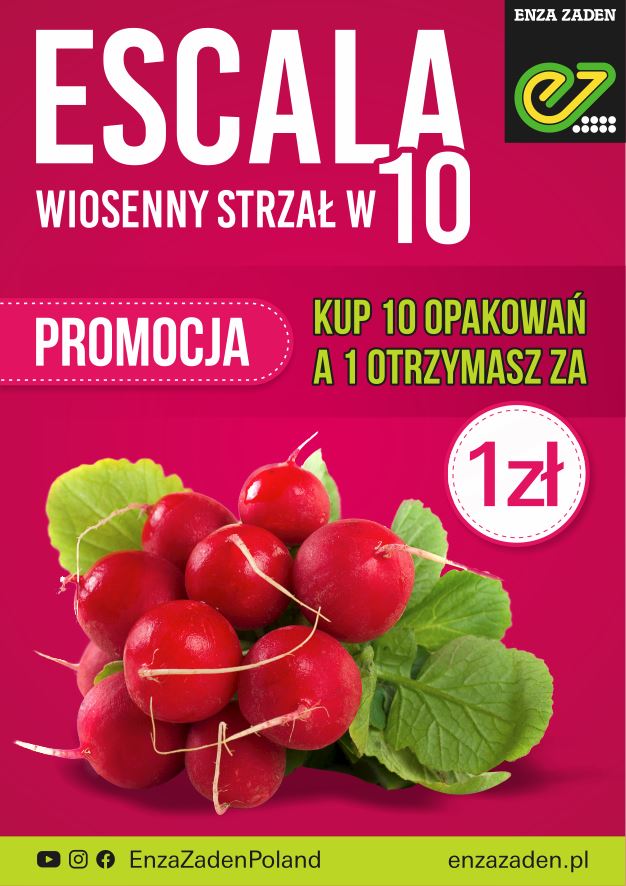 ENZA ZADEN
ESCALA
WIOSENNY STRZAŁ W 10
PROMOCJA
KUP 10 OPAKOWAŃ
A 1 OTRZYMASZ ZA
1zł
EnzaZadenPoland
enzazaden.pl